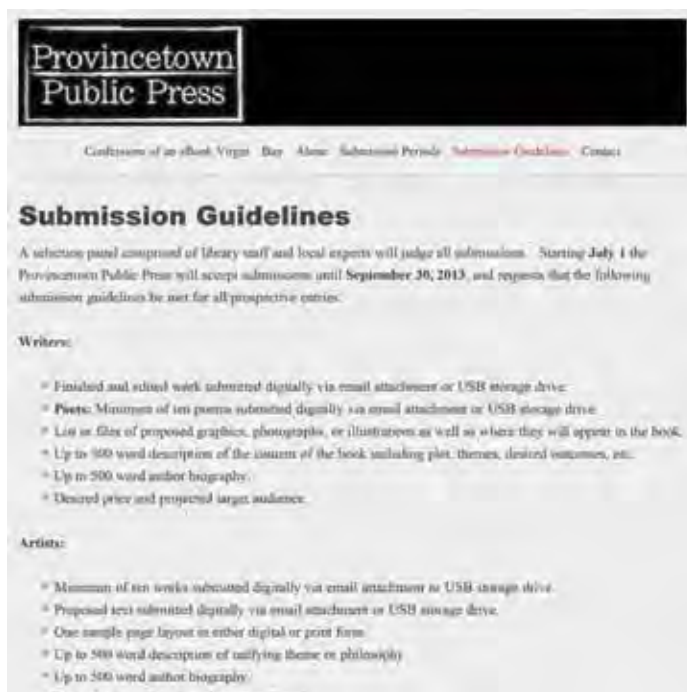 Provincetown
Public Press
Confessions of an eBook Virgin Buy About Submission Periods Submission Guidelines Contact
Submission Guidelines
A selection panel comprised of library staff and local experts will judge all submissions. Starting July 1 the
Provincetown Public Press will accept submissions until September 30, 2013, and requests that the following
submission guidelines be met for all prospective entries:
Writers:
Finished and edited work submitted digitally via email attachment or USB storage drive.
Poets: Minimum of ten poems submitted digitally via email attachment or USB storage drive.
List or files of proposed graphics, photographs, or illustrations as well as where they will appear in the book.
Up to 500 word description of the content of the book including plot, themes, desired outcomes, etc.
Up to 500 word author biography.
Desired price and projected target audience.
Artists:
Minimum of ten works submitted digitally via email attachment or USB storage drive.
Proposed text submitted digitally via email attachment or USB storage drive.
One sample page layout in either digital or print form.
Up to 500 word description of unifying theme or philosophy.
Up to 500 word author biography.